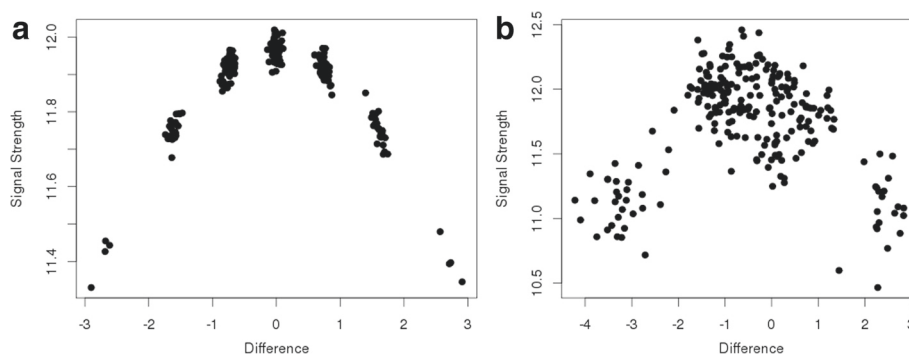 a
Signal Strength
12.0
11.8
11.6
11.4
-3 -2 -1 0 1 2 3
Difference
b
Signal Strength
12.5
12.0
11.5
11.0
10.5
-4 -3 -2 -1 0 1 2 3
Difference